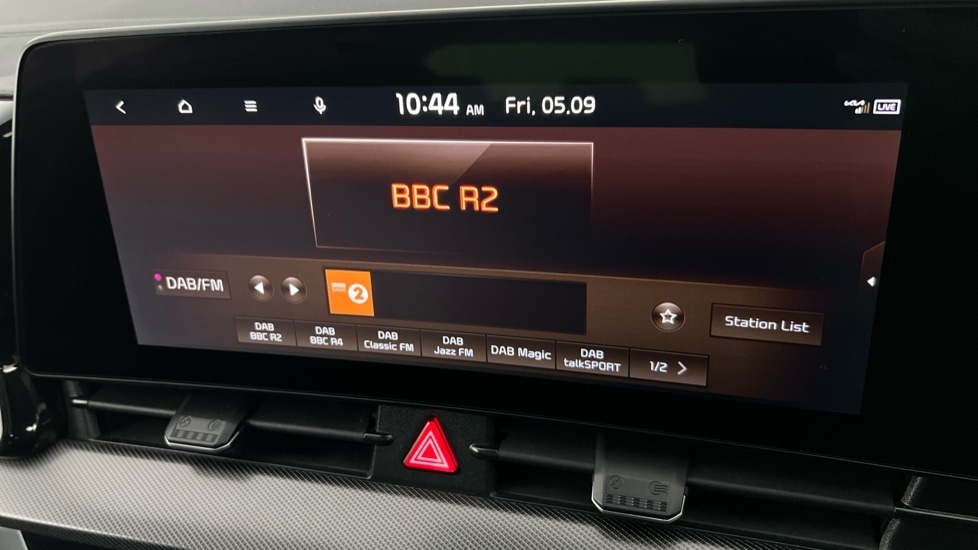 10:44 AM Fri, 05.09
LIVE
BBC R2
DAB/FM
2
Station List
DAB
BBC R2
DAB
BBC R4
DAB
Classic FM
DAB
Jazz FM
DAB Magic
DAB
talkSPORT
1/2